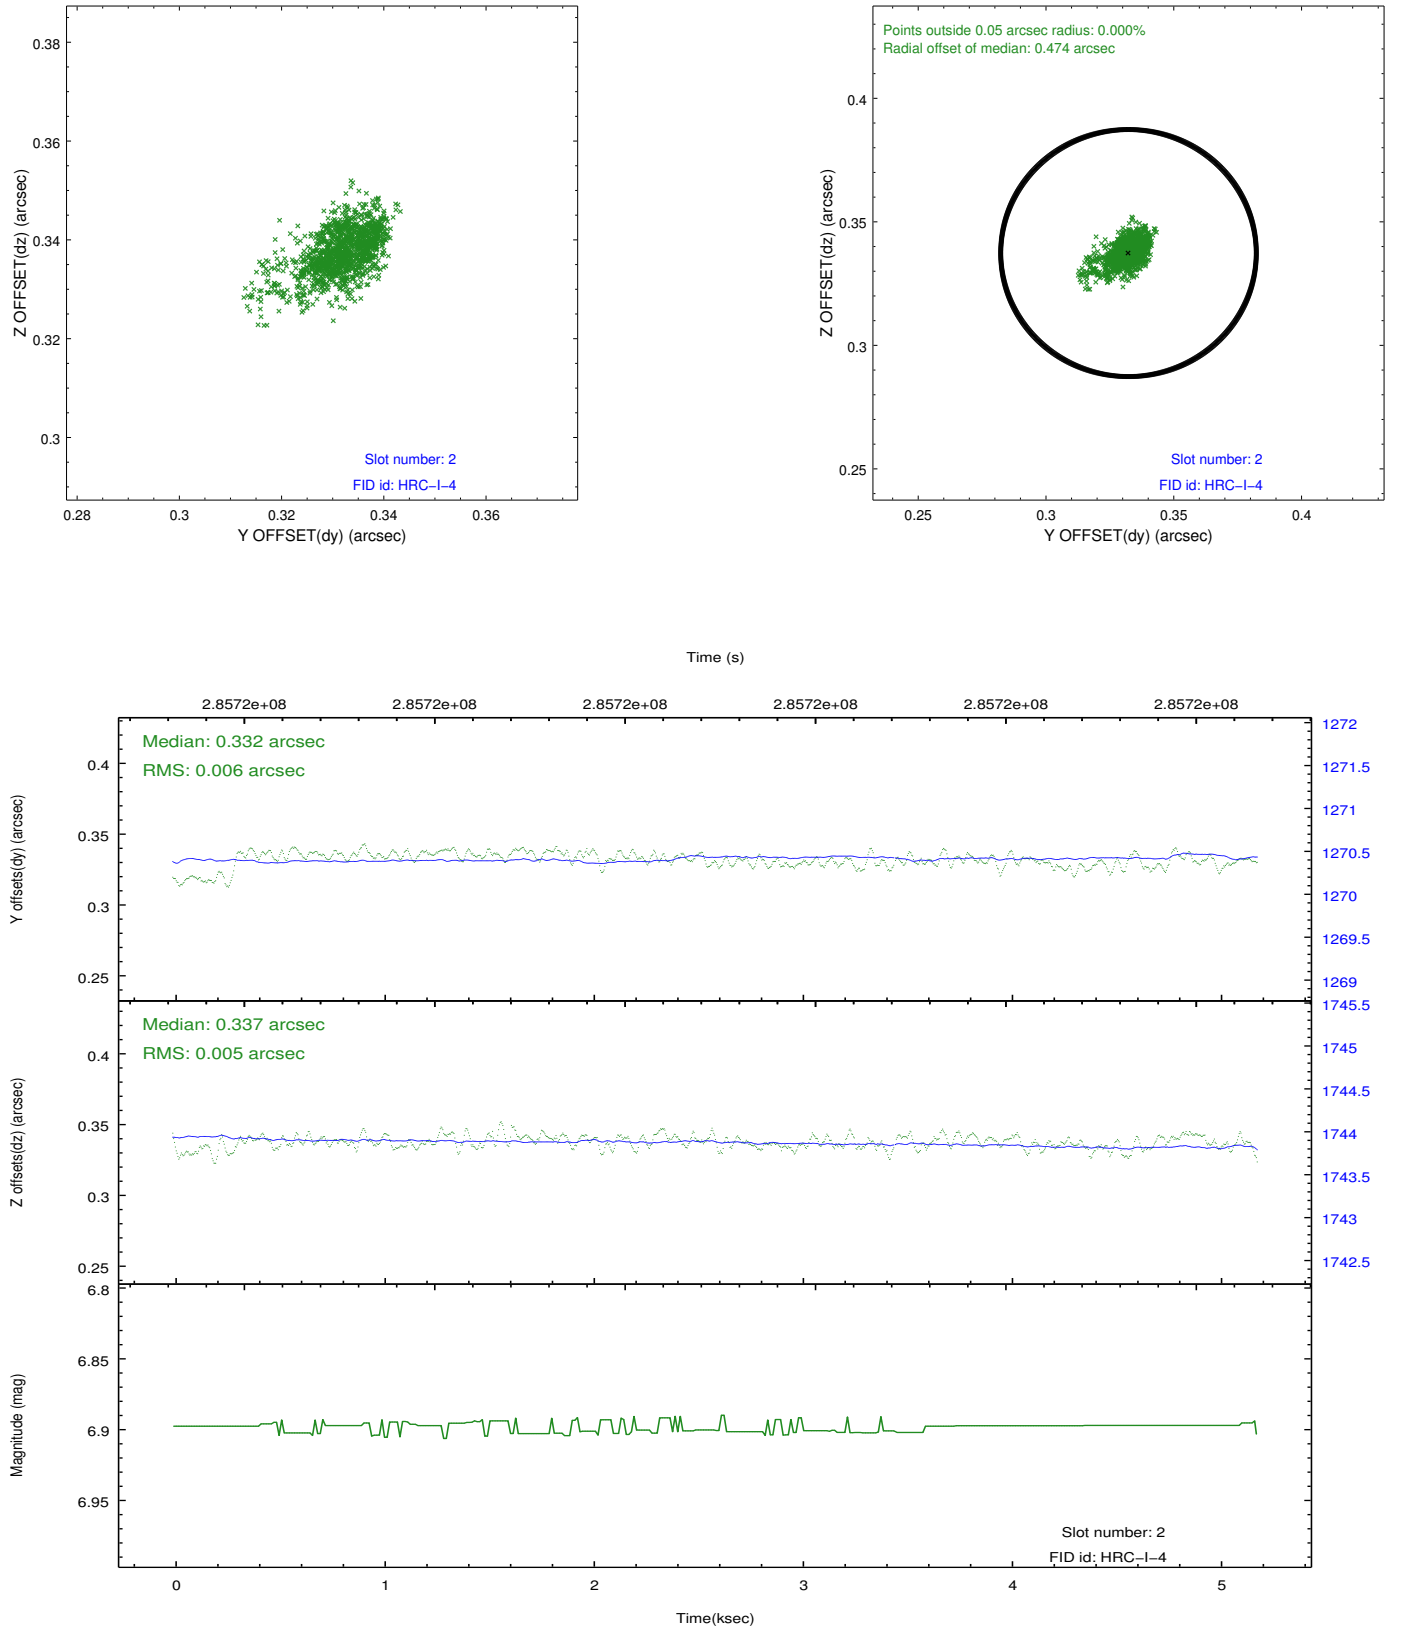 0.38
0.36
0.34
0.32
0.3
Z OFFSET(dz) (arcsec)
Slot number: 2
FID id: HRC−I−4
0.28 0.3 0.32 0.34 0.36
Y OFFSET(dy) (arcsec)
Points outside 0.05 arcsec radius: 0.000%
Radial offset of median: 0.474 arcsec
0.4
0.35
0.3
0.25
Z OFFSET(dz) (arcsec)
Slot number: 2
FID id: HRC−I−4
0.25 0.3 0.35 0.4
Y OFFSET(dy) (arcsec)
Time (s)
2.8572e+08 2.8572e+08 2.8572e+08 2.8572e+08 2.8572e+08 2.8572e+08
Median: 0.332 arcsec
RMS: 0.006 arcsec
0.4
0.35
0.3
0.25
Y offsets(dy) (arcsec)
1272
1271.5
1271
1270.5
1270
1269.5
1269
Median: 0.337 arcsec
RMS: 0.005 arcsec
0.4
0.35
0.3
0.25
Z offsets(dz) (arcsec)
1745.5
1745
1744.5
1744
1743.5
1743
1742.5
6.8
6.85
6.9
6.95
Magnitude (mag)
Slot number: 2
FID id: HRC−I−4
0 1 2 3 4 5
Time(ksec)